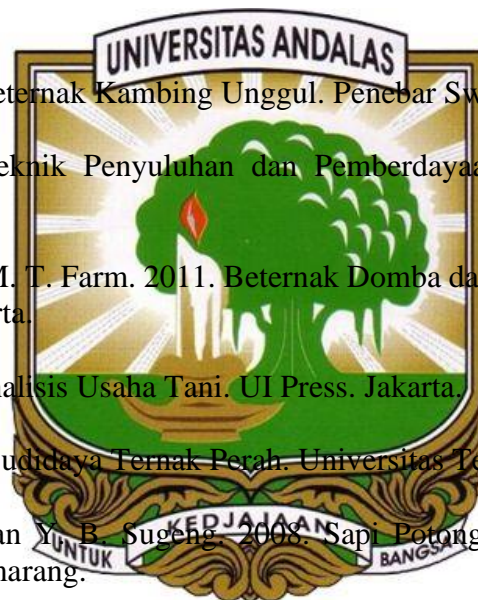 UNIVERSITAS ANDALAS
eternak Kambing Unggul. Penebar Sw
eknik Penyuluhan dan Pemberdayaa
M. T. Farm. 2011. Beternak Domba da
rta.
nalisis Usaha Tani. UI Press. Jakarta.
udidaya Ternak Perah. Universitas Te
an Y. B. Sugeng. 2008. Sapi Potong
marang.
UNTUK KEDJAJAAN BANGSA